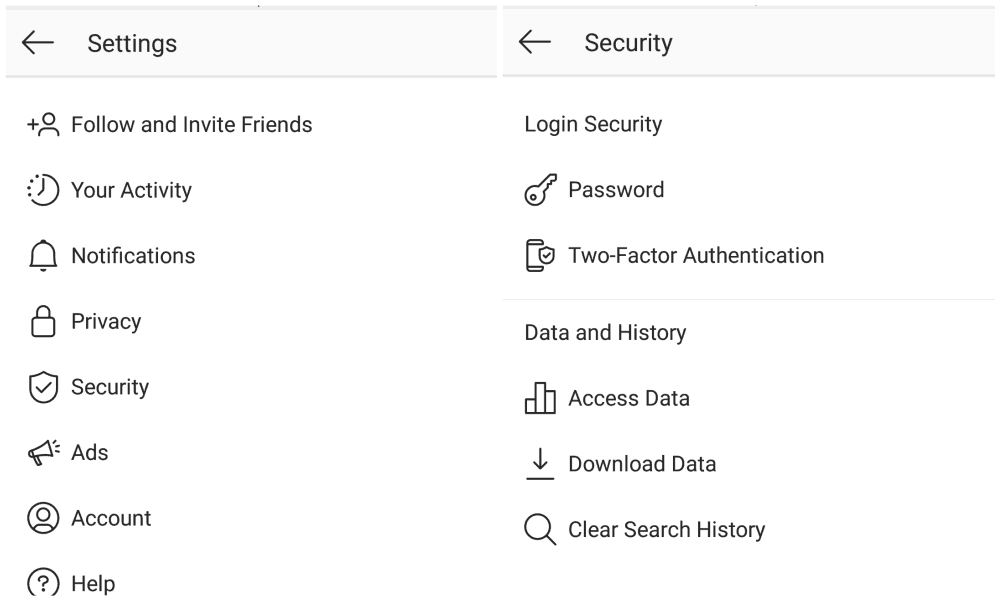 Settings
Follow and Invite Friends
Your Activity
Notifications
Privacy
Security
Ads
Account
Help
Security
Login Security
Password
Two-Factor Authentication
Data and History
Access Data
Download Data
Clear Search History